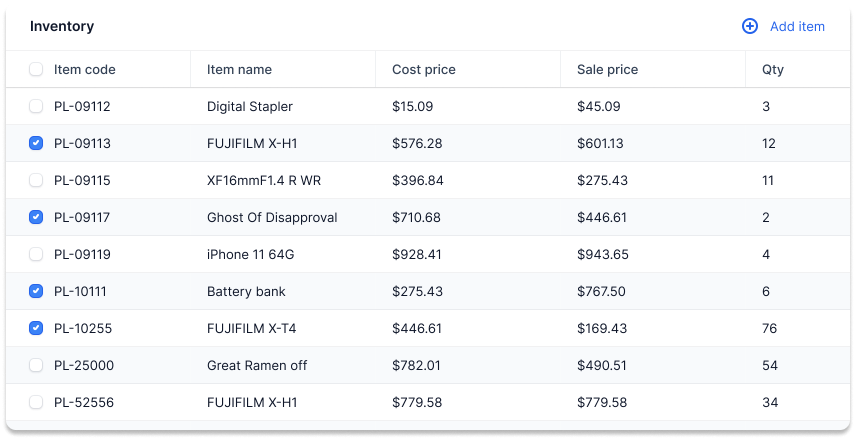 Inventory
Add item
Item code Item name Cost price Sale price Qty
PL-09112 Digital Stapler $15.09 $45.09 3
PL-09113 FUJIFILM X-H1 $576.28 $601.13 12
PL-09115 XF16mmF1.4 R WR $396.84 $275.43 11
PL-09117 Ghost Of Disapproval $710.68 $446.61 2
PL-09119 iPhone 11 64G $928.41 $943.65 4
PL-10111 Battery bank $275.43 $767.50 6
PL-10255 FUJIFILM X-T4 $446.61 $169.43 76
PL-25000 Great Ramen off $782.01 $490.51 54
PL-52556 FUJIFILM X-H1 $779.58 $779.58 34